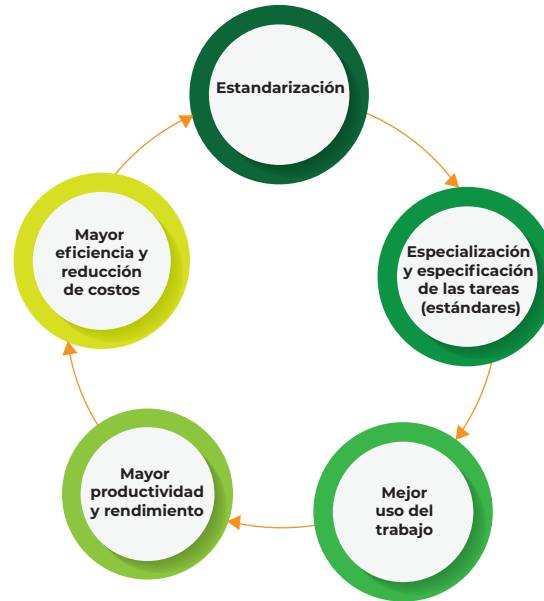 Estandarización
Especialización
y especificación
de las tareas
(estándares)
Mejor
uso del
trabajo
Mayor
productividad
y rendimiento
Mayor
eficiencia y
reducción
de costos